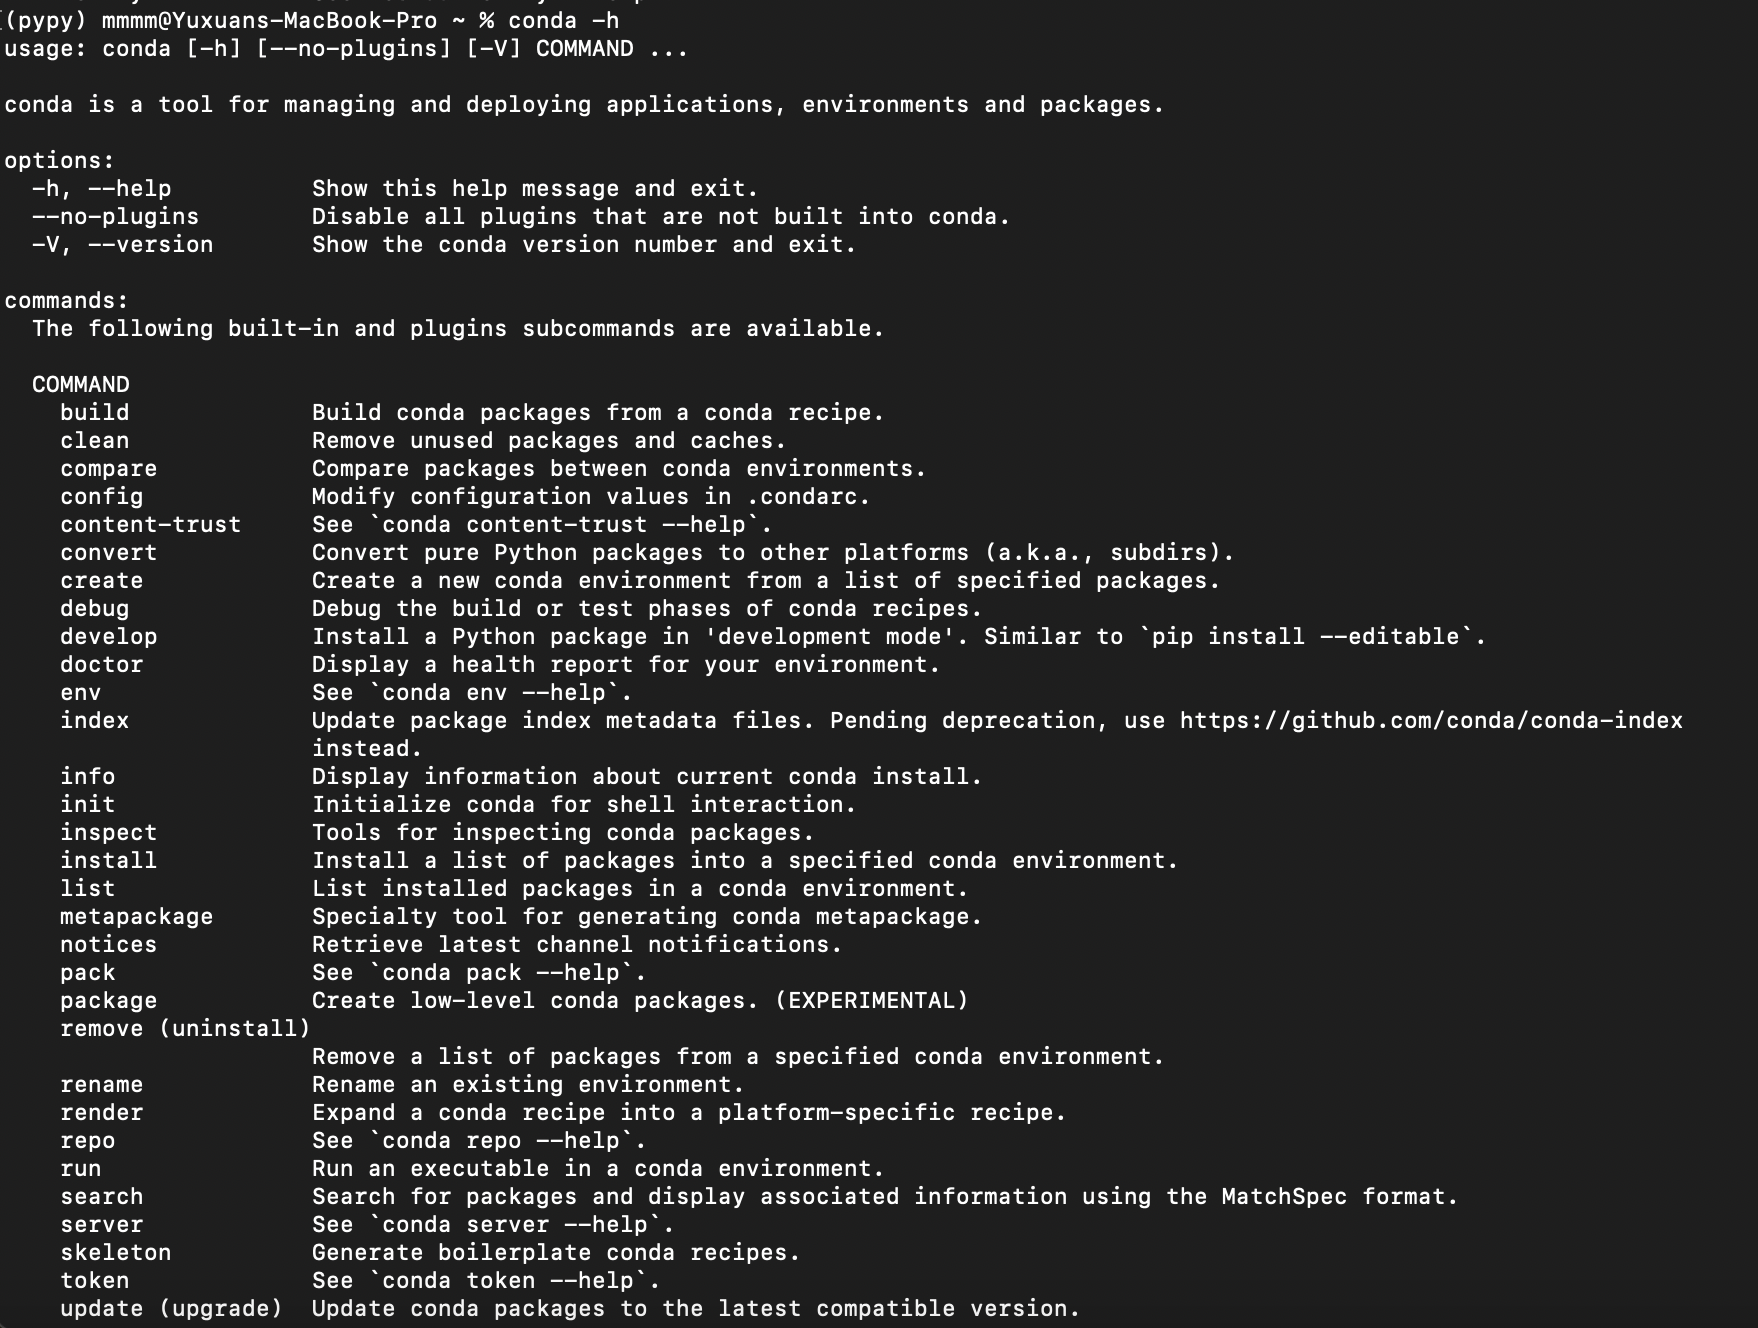 (pypy) mmmm@Yuxuans-MacBook-Pro ~ % conda -h
usage: conda [-h] [--no-plugins] [-V] COMMAND ...
conda is a tool for managing and deploying applications, environments and packages.
options:
  -h, --help          Show this help message and exit.
  --no-plugins        Disable all plugins that are not built into conda.
  -V, --version       Show the conda version number and exit.
commands:
  The following built-in and plugins subcommands are available.
  COMMAND
    build             Build conda packages from a conda recipe.
    clean             Remove unused packages and caches.
    compare           Compare packages between conda environments.
    config            Modify configuration values in .condarc.
    content-trust     See `conda content-trust --help`.
    convert           Convert pure Python packages to other platforms (a.k.a., subdirs).
    create            Create a new conda environment from a list of specified packages.
    debug             Debug the build or test phases of conda recipes.
    develop           Install a Python package in 'development mode'. Similar to `pip install --editable`.
    doctor            Display a health report for your environment.
    env               See `conda env --help`.
    index             Update package index metadata files. Pending deprecation, use https://github.com/conda/conda-index
                      instead.
    info              Display information about current conda install.
    init              Initialize conda for shell interaction.
    inspect           Tools for inspecting conda packages.
    install           Install a list of packages into a specified conda environment.
    list              List installed packages in a conda environment.
    metapackage       Specialty tool for generating conda metapackage.
    notices           Retrieve latest channel notifications.
    pack              See `conda pack --help`.
    package           Create low-level conda packages. (EXPERIMENTAL)
    remove (uninstall)
                      Remove a list of packages from a specified conda environment.
    rename            Rename an existing environment.
    render            Expand a conda recipe into a platform-specific recipe.
    repo              See `conda repo --help`.
    run               Run an executable in a conda environment.
    search            Search for packages and display associated information using the MatchSpec format.
    server            See `conda server --help`.
    skeleton          Generate boilerplate conda recipes.
    token             See `conda token --help`.
    update (upgrade)  Update conda packages to the latest compatible version.